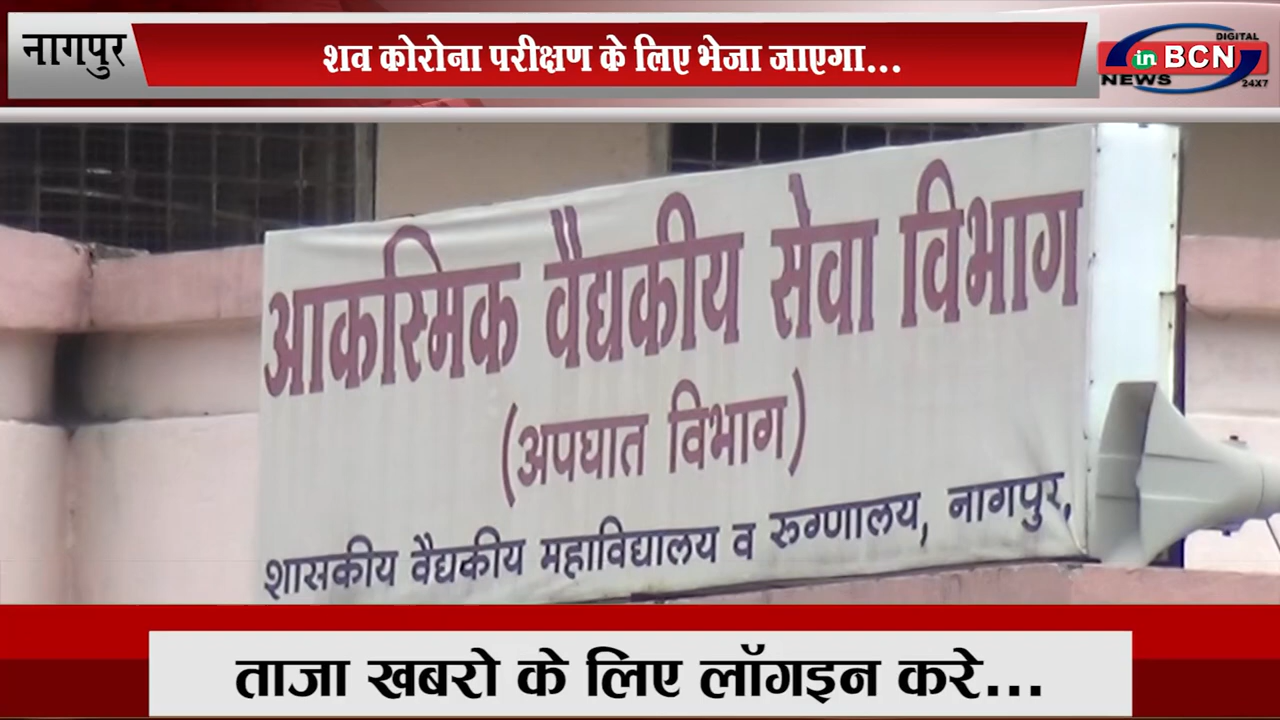 नागपुर
शव कोरोना परीक्षण के लिए भेजा जाएगा...
DIGITAL
in BCN
NEWS 24X7
आकस्मिक वैद्यकीय सेवा विभाग
(अपघात विभाग)
शासकीय वैद्यकीय महाविद्यालय व रुग्णालय, नागपुर,
ताजा खबरो के लिए लॉगइन करे...